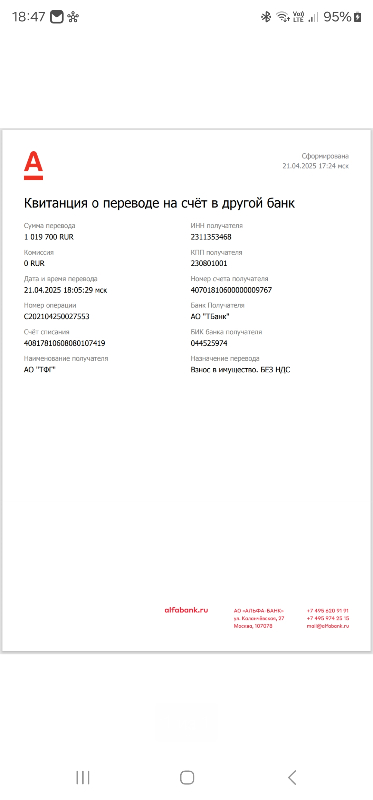 18:47
Vo)) LTE 95%
Сформирована
21.04.2025 17:24 мск
Квитанция о переводе на счёт в другой банк
Сумма перевода
1 019 700 RUR
Комиссия
0 RUR
Дата и время перевода
21.04.2025 18:05:29 мск
Номер операции
C202104250027553
Счёт списания
40817810608080107419
Наименование получателя
АО "ТФГ"
ИНН получателя
2311353468
КПП получателя
230801001
Номер счета получателя
40701810600000009767
Банк Получателя
АО "ТБанк"
БИК банка получателя
044525974
Назначение перевода
Взнос в имущество. БЕЗ НДС
alfabank.ru
АО «АЛЬФА-БАНК»
ул. Каланчёвская, 27
Москва, 107078
+7 495 620 91 91
+7 495 974 25 15
mail@alfabank.ru